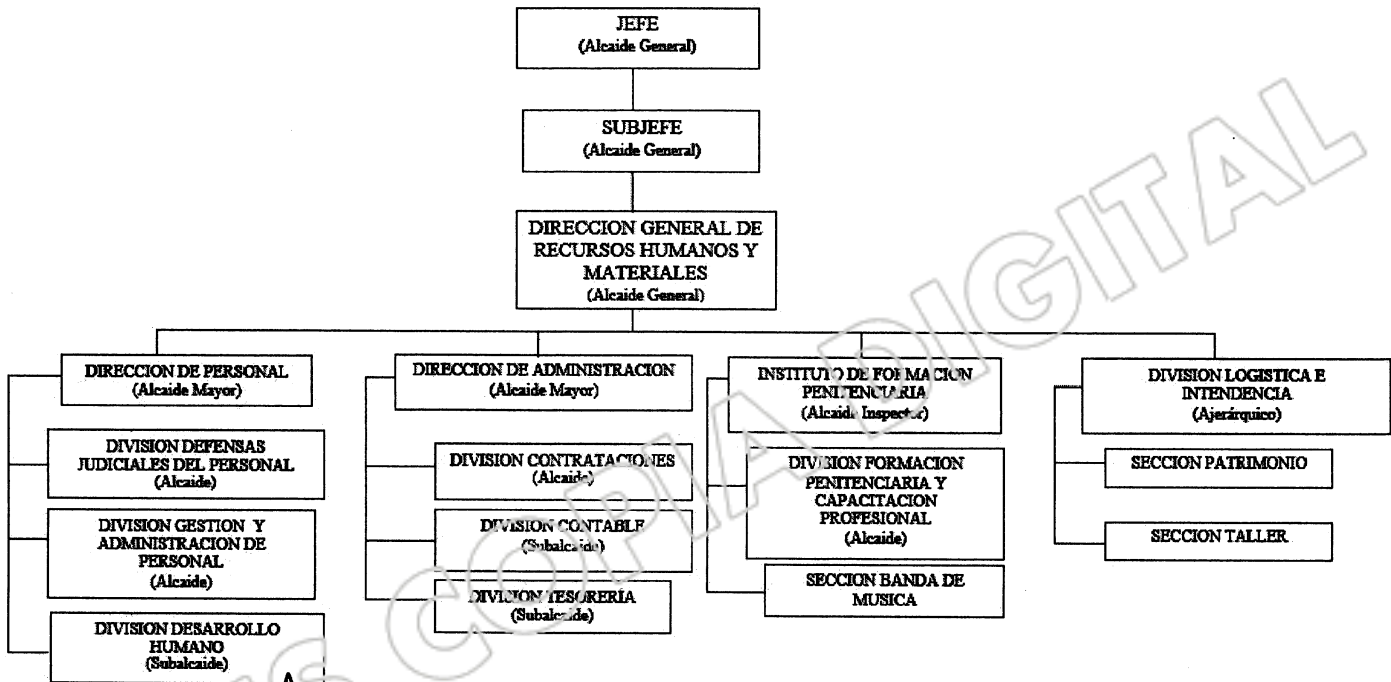 JEFE
(Alcaide General)
SUBJEFE
(Alcaide General)
DIRECCION GENERAL DE
RECURSOS HUMANOS Y
MATERIALES
(Alcaide General)
DIRECCION DE PERSONAL
(Alcaide Mayor)
DIVISION DEFENSAS
JUDICIALES DEL PERSONAL
(Alcaide)
DIVISION GESTION Y
ADMINISTRACION DE
PERSONAL
(Alcaide)
DIVISION DESARROLLO
HUMANO
(Subalcaide)
DIRECCION DE ADMINISTRACION
(Alcaide Mayor)
DIVISION CONTRATACIONES
(Alcaide)
DIVISION CONTABLE
(Subalcaide)
DIVISION TESORERÍA
(Subalcaide)
INSTITUTO DE FORMACION
PENITENCIARIA
(Alcaide Inspector)
DIVISION FORMACION
PENITENCIARIA Y
CAPACITACION
PROFESIONAL
(Alcaide)
SECCION BANDA DE
MUSICA
DIVISION LOGISTICA E
INTENDENCIA
(Ajerárquico)
SECCION PATRIMONIO
SECCION TALLER
COPIA DIGITAL